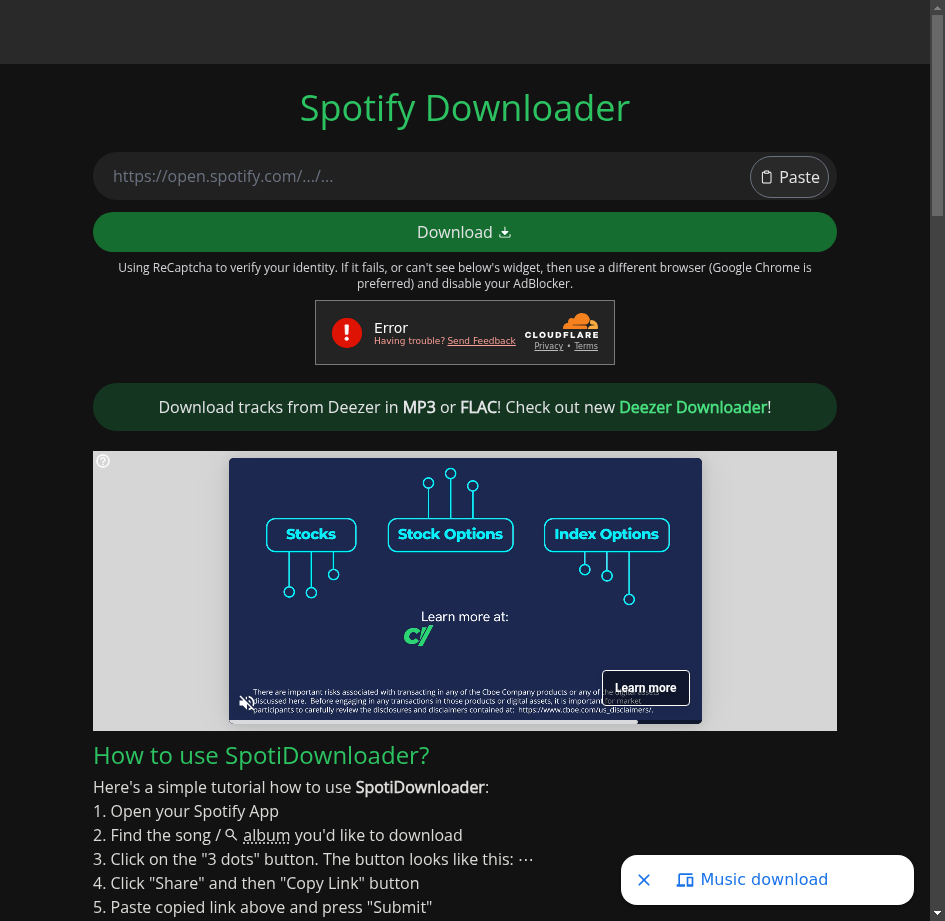 Spotify Downloader
https://open.spotify.com/.../...
Paste
Download
Using ReCaptcha to verify your identity. If it fails, or can't see below's widget, then use a different browser (Google Chrome is
preferred) and disable your AdBlocker.
Error
Having trouble? Send Feedback
CLOUDFLARE
Privacy • Terms
Download tracks from Deezer in MP3 or FLAC! Check out new Deezer Downloader!
Stocks
Stock Options
Index Options
Learn more at:
There are important risks associated with transacting in any of the Cboe Company products or any of the digital assets
discussed here. Before engaging in any transactions in those products or digital assets, it is important for market
participants to carefully review the disclosures and disclaimers contained at: https://www.cboe.com/us_disclaimers/.
Learn more
How to use SpotiDownloader?
Here's a simple tutorial how to use SpotiDownloader:
1. Open your Spotify App
2. Find the song / album you'd like to download
3. Click on the "3 dots" button. The button looks like this: ···
4. Click "Share" and then "Copy Link" button
5. Paste copied link above and press "Submit"
Music download